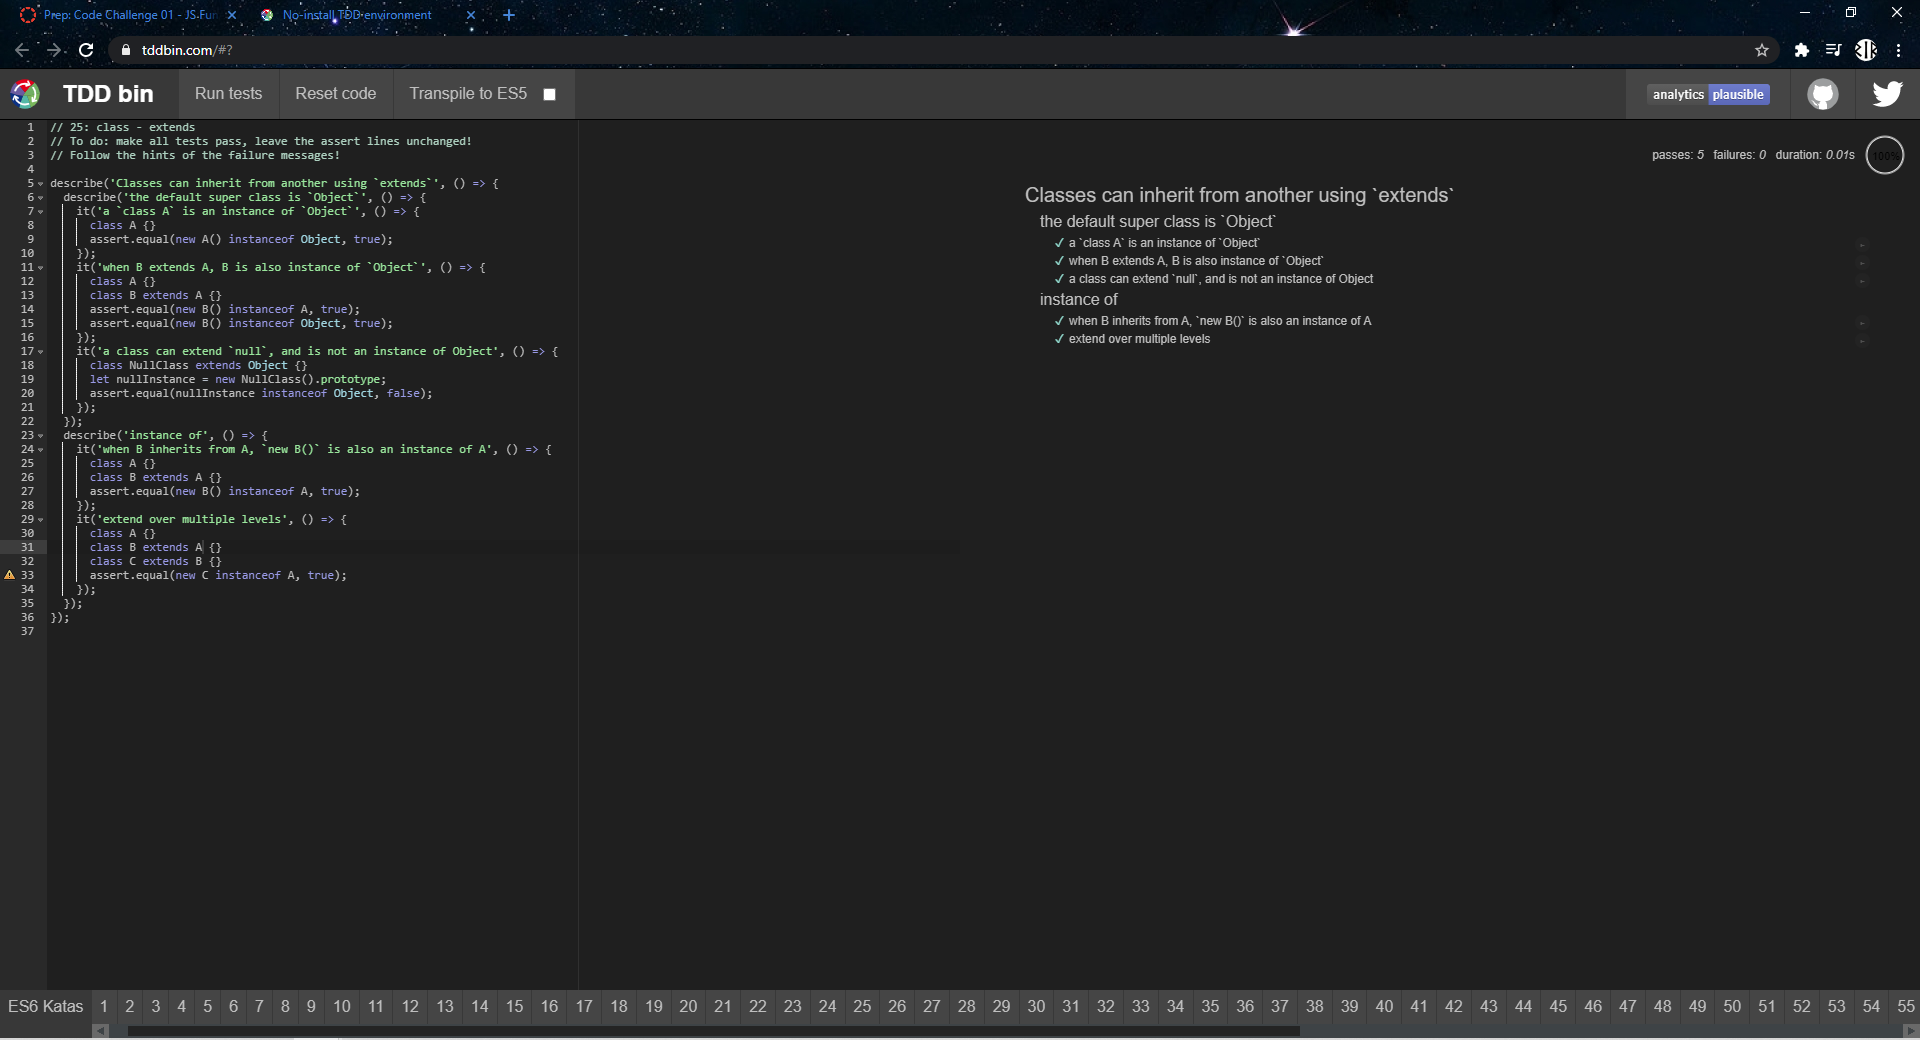 Prep: Code Challenge 01 - JS Fun
No-install TDD environment
tddbin.com/#?
TDD bin
Run tests
Reset code
Transpile to ES5
analytics plausible
1 // 25: class - extends
2 // To do: make all tests pass, leave the assert lines unchanged!
3 // Follow the hints of the failure messages!
4
5 describe('Classes can inherit from another using `extends`', () => {
6 describe('the default super class is `Object`', () => {
7 it('a `class A` is an instance of `Object`', () => {
8 class A {}
9 assert.equal(new A() instanceof Object, true);
10 });
11 it('when B extends A, B is also instance of `Object`', () => {
12 class A {}
13 class B extends A {}
14 assert.equal(new B() instanceof A, true);
15 assert.equal(new B() instanceof Object, true);
16 });
17 it('a class can extend `null`, and is not an instance of Object', () => {
18 class NullClass extends Object {}
19 let nullInstance = new NullClass().prototype;
20 assert.equal(nullInstance instanceof Object, false);
21 });
22 });
23 describe('instance of', () => {
24 it('when B inherits from A, `new B()` is also an instance of A', () => {
25 class A {}
26 class B extends A {}
27 assert.equal(new B() instanceof A, true);
28 });
29 it('extend over multiple levels', () => {
30 class A {}
31 class B extends A {}
32 class C extends B {}
33 assert.equal(new C instanceof A, true);
34 });
35 });
36 });
37
passes: 5 failures: 0 duration: 0.01s 100%
Classes can inherit from another using `extends`
the default super class is `Object`
✓ a `class A` is an instance of `Object`
✓ when B extends A, B is also instance of `Object`
✓ a class can extend `null`, and is not an instance of Object
instance of
✓ when B inherits from A, `new B()` is also an instance of A
✓ extend over multiple levels
ES6 Katas 1 2 3 4 5 6 7 8 9 10 11 12 13 14 15 16 17 18 19 20 21 22 23 24 25 26 27 28 29 30 31 32 33 34 35 36 37 38 39 40 41 42 43 44 45 46 47 48 49 50 51 52 53 54 55